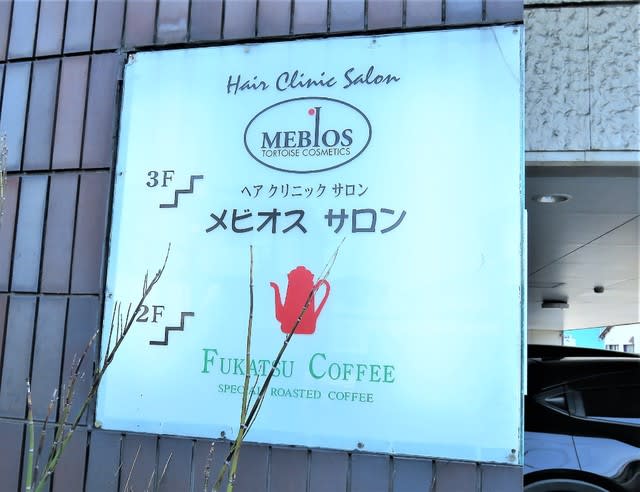 Hair Clinic Salon
MEBIOS
TORTOISE COSMETICS
3F
ヘア クリニック サロン
メビオス サロン
2F
FUKATSU COFFEE
SPECIAL ROASTED COFFEE